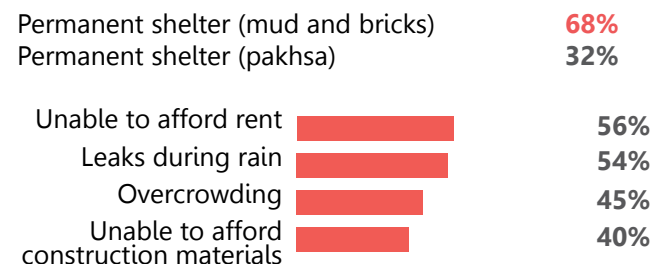 Permanent shelter (mud and bricks) 68%
Permanent shelter (pakhsa) 32%
Unable to afford rent 56%
Leaks during rain 54%
Overcrowding 45%
Unable to afford 40%
construction materials